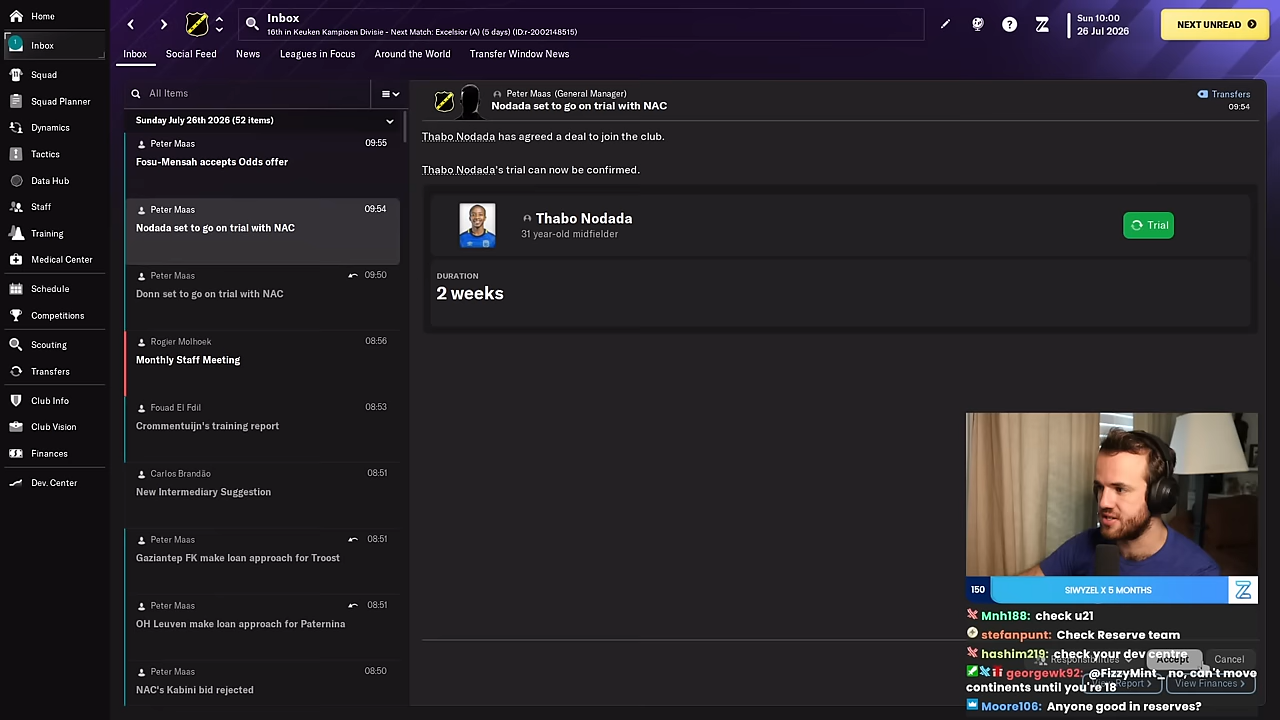 Home
Inbox
Squad
Squad Planner
Dynamics
Tactics
Data Hub
Staff
Training
Medical Center
Schedule
Competitions
Scouting
Transfers
Club Info
Club Vision
Finances
Dev. Center
Inbox
16th in Keuken Kampioen Divisie - Next Match: Excelsior (A) (5 days) (ID:r-2002148515)
Sun 10:00
26 Jul 2026
NEXT UNREAD
Inbox
Social Feed
News
Leagues in Focus
Around the World
Transfer Window News
All Items
Sunday July 26th 2026 (52 items)
Peter Maas 09:55
Fosu-Mensah accepts Odds offer
Peter Maas 09:54
Nodada set to go on trial with NAC
Peter Maas 09:50
Donn set to go on trial with NAC
Rogier Molhoek 08:56
Monthly Staff Meeting
Fouad El Fdil 08:53
Crommentuijn's training report
Carlos Brandão 08:51
New Intermediary Suggestion
Peter Maas 08:51
Gaziantep FK make loan approach for Troost
Peter Maas 08:51
OH Leuven make loan approach for Paternina
Peter Maas 08:50
NAC's Kabini bid rejected
Peter Maas (General Manager)
Nodada set to go on trial with NAC
Transfers
09:54
Thabo Nodada has agreed a deal to join the club.
Thabo Nodada's trial can now be confirmed.
Thabo Nodada
31 year-old midfielder
Trial
DURATION
2 weeks
150
SIWYZEL X 5 MONTHS
Mnh188: check u21
stefanpunt: Check Reserve team
hashim219: check your dev centre
Responsibilities
Accept
Cancel
georgewk92: @FizzyMint_ no, can't move
continents until you're 18
Report
View Finances
Moore106: Anyone good in reserves?